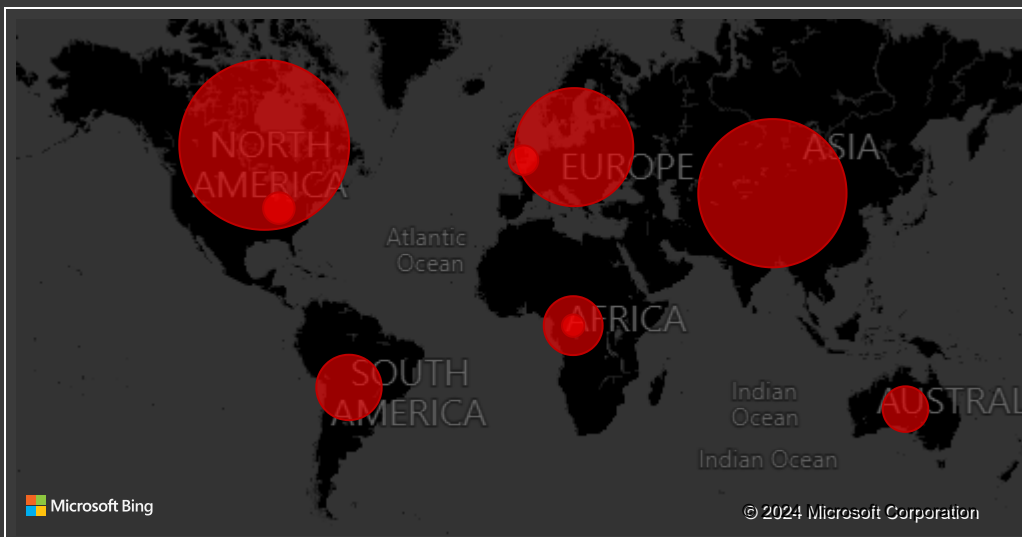 NORTH
AMERICA
EUROPE
ASIA
Atlantic
Ocean
AFRICA
SOUTH
AMERICA
Indian
Ocean
AUSTRAL
Indian Ocean
Microsoft Bing
© 2024 Microsoft Corporation